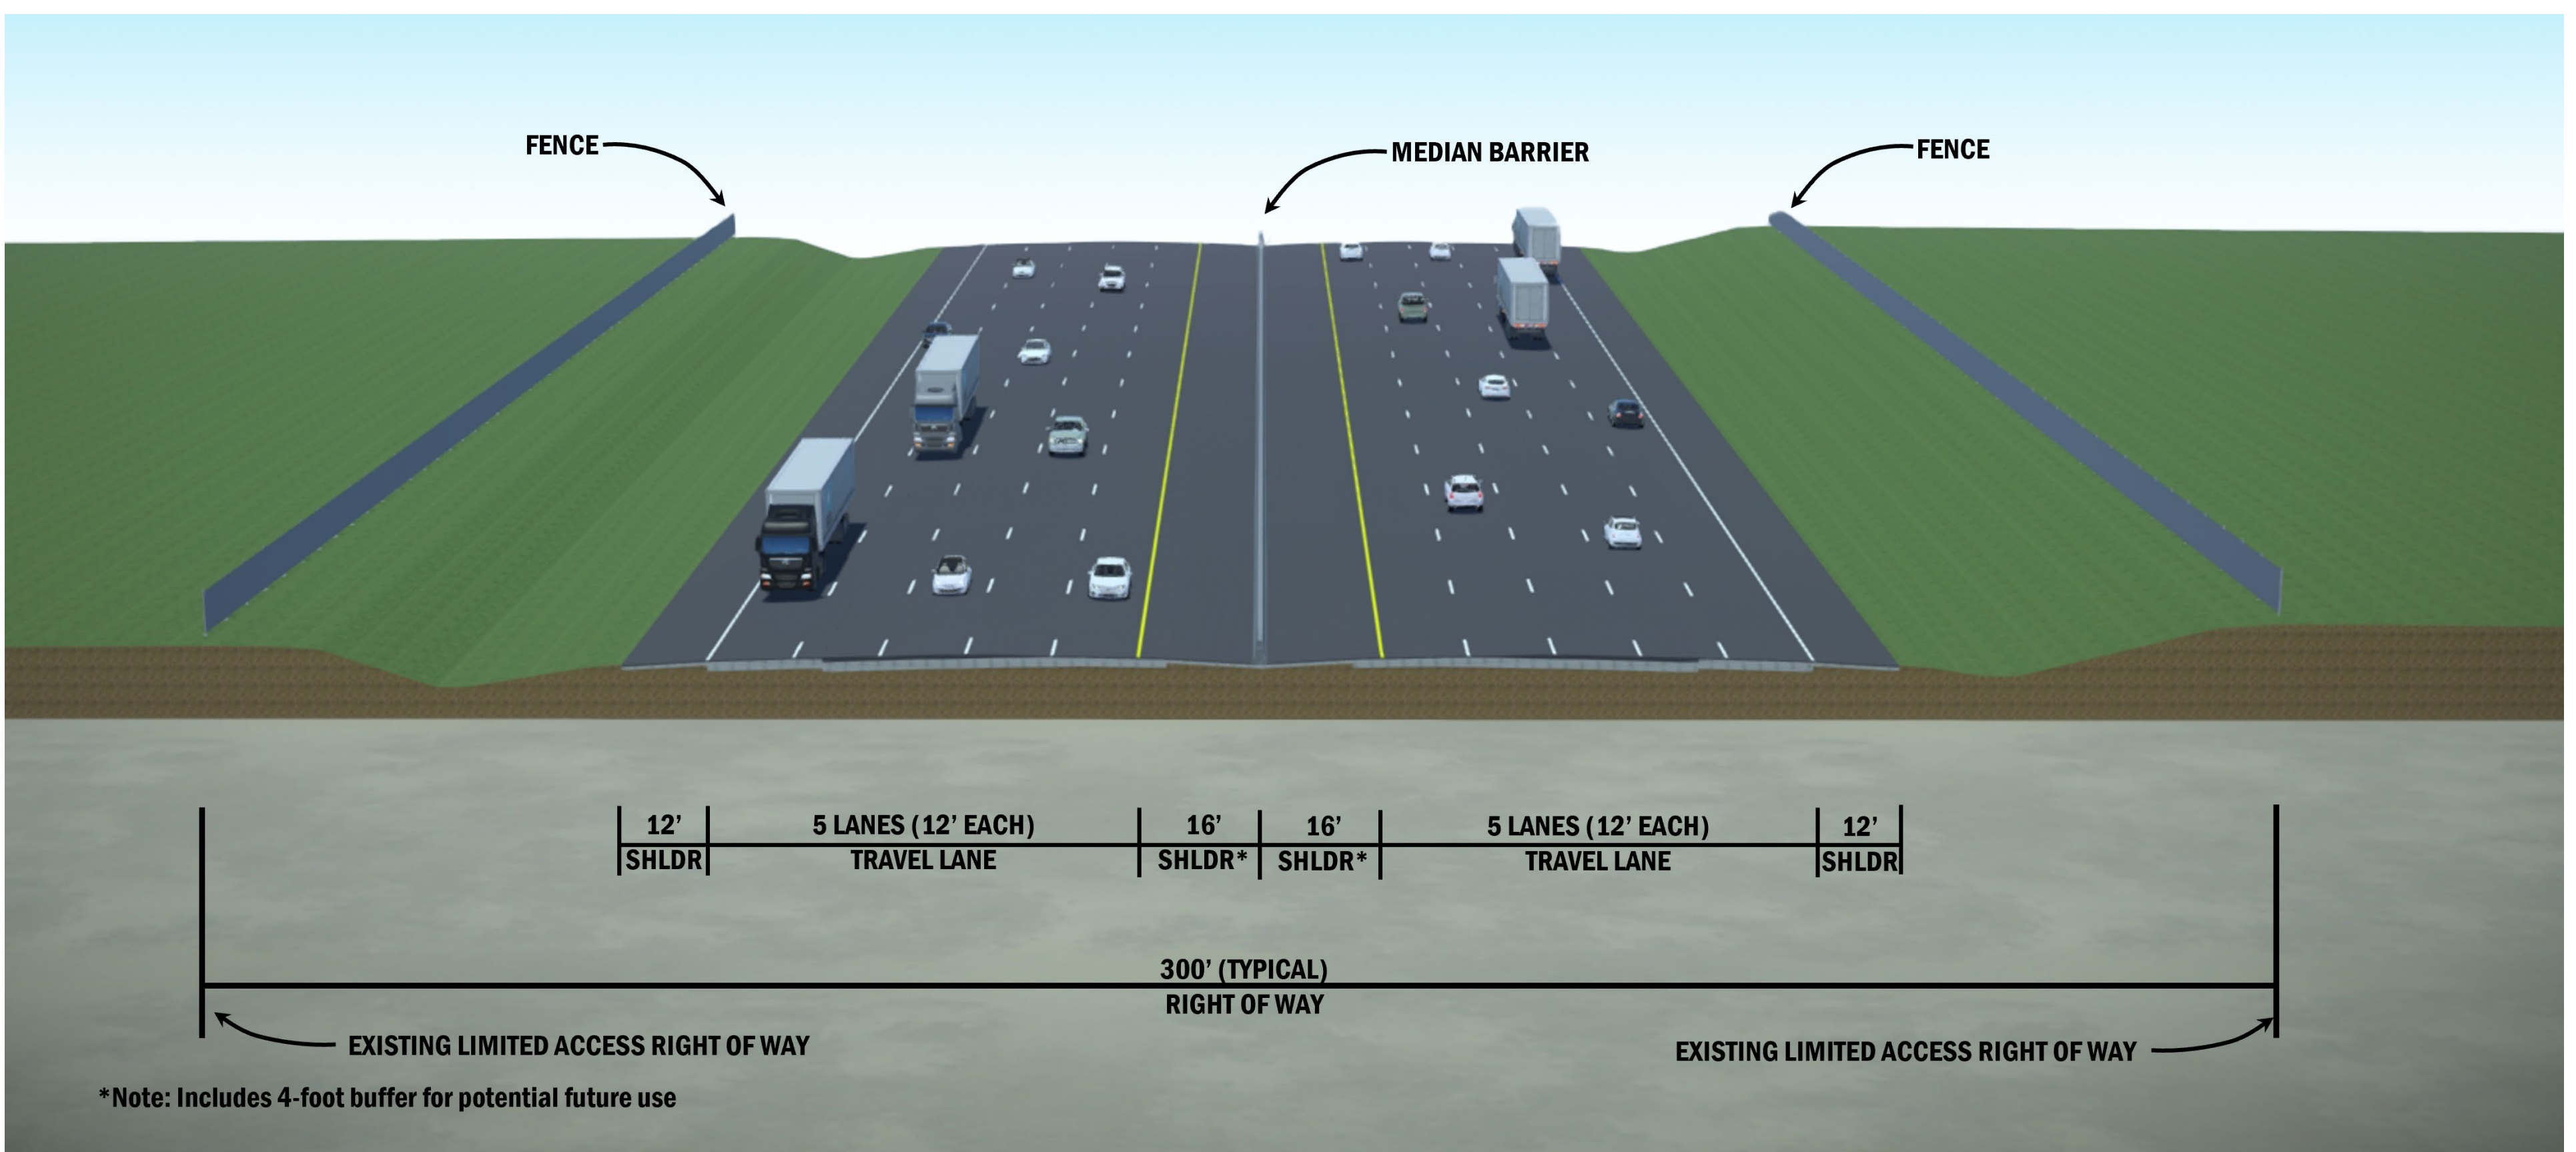 FENCE
MEDIAN BARRIER
FENCE
12’
5 LANES (12’ EACH)
16’
16’
5 LANES (12’ EACH)
12’
SHLDR
TRAVEL LANE
SHLDR*
SHLDR*
TRAVEL LANE
SHLDR
300’ (TYPICAL)
RIGHT OF WAY
EXISTING LIMITED ACCESS RIGHT OF WAY
EXISTING LIMITED ACCESS RIGHT OF WAY
*Note: Includes 4-foot buffer for potential future use